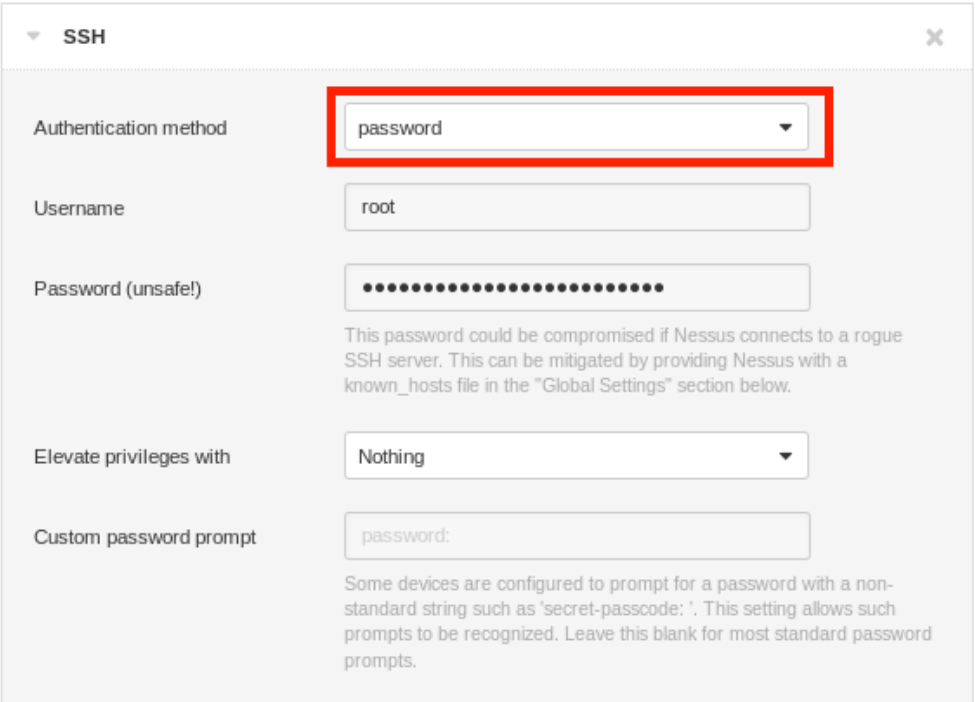 SSH
Authentication method
password
Username
root
Password (unsafe!)
•••••••••••••••••••••••••
This password could be compromised if Nessus connects to a rogue
SSH server. This can be mitigated by providing Nessus with a
known_hosts file in the "Global Settings" section below.
Elevate privileges with
Nothing
Custom password prompt
password:
Some devices are configured to prompt for a password with a non-
standard string such as 'secret-passcode: '. This setting allows such
prompts to be recognized. Leave this blank for most standard password
prompts.